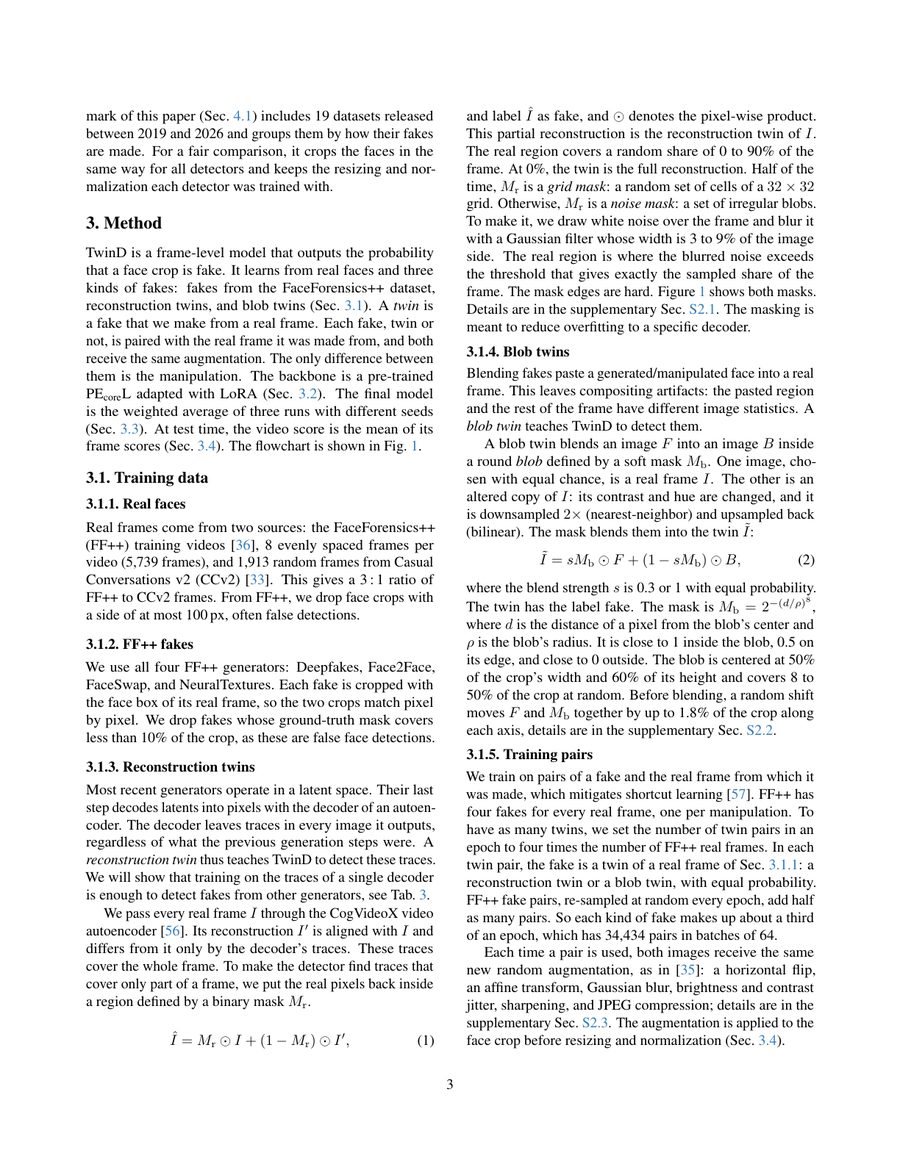 mark of this paper (Sec. 4.1) includes 19 datasets released
between 2019 and 2026 and groups them by how their fakes
are made. For a fair comparison, it crops the faces in the
same way for all detectors and keeps the resizing and nor-
malization each detector was trained with.
3. Method
TwinD is a frame-level model that outputs the probability
that a face crop is fake. It learns from real faces and three
kinds of fakes: fakes from the FaceForensics++ dataset,
reconstruction twins, and blob twins (Sec. 3.1). A twin is
a fake that we make from a real frame. Each fake, twin or
not, is paired with the real frame it was made from, and both
receive the same augmentation. The only difference between
them is the manipulation. The backbone is a pre-trained
PEcoreL adapted with LoRA (Sec. 3.2). The final model
is the weighted average of three runs with different seeds
(Sec. 3.3). At test time, the video score is the mean of its
frame scores (Sec. 3.4). The flowchart is shown in Fig. 1.
3.1. Training data
3.1.1. Real faces
Real frames come from two sources: the FaceForensics++
(FF++) training videos [36], 8 evenly spaced frames per
video (5,739 frames), and 1,913 random frames from Casual
Conversations v2 (CCv2) [33]. This gives a 3 : 1 ratio of
FF++ to CCv2 frames. From FF++, we drop face crops with
a side of at most 100 px, often false detections.
3.1.2. FF++ fakes
We use all four FF++ generators: Deepfakes, Face2Face,
FaceSwap, and NeuralTextures. Each fake is cropped with
the face box of its real frame, so the two crops match pixel
by pixel. We drop fakes whose ground-truth mask covers
less than 10% of the crop, as these are false face detections.
3.1.3. Reconstruction twins
Most recent generators operate in a latent space. Their last
step decodes latents into pixels with the decoder of an autoen-
coder. The decoder leaves traces in every image it outputs,
regardless of what the previous generation steps were. A
reconstruction twin thus teaches TwinD to detect these traces.
We will show that training on the traces of a single decoder
is enough to detect fakes from other generators, see Tab. 3.
We pass every real frame I through the CogVideoX video
autoencoder [56]. Its reconstruction I′ is aligned with I and
differs from it only by the decoder's traces. These traces
cover the whole frame. To make the detector find traces that
cover only part of a frame, we put the real pixels back inside
a region defined by a binary mask Mr.
Î = Mr ⊙ I + (1 − Mr) ⊙ I′, (1)
and label Î as fake, and ⊙ denotes the pixel-wise product.
This partial reconstruction is the reconstruction twin of I.
The real region covers a random share of 0 to 90% of the
frame. At 0%, the twin is the full reconstruction. Half of the
time, Mr is a grid mask: a random set of cells of a 32 × 32
grid. Otherwise, Mr is a noise mask: a set of irregular blobs.
To make it, we draw white noise over the frame and blur it
with a Gaussian filter whose width is 3 to 9% of the image
side. The real region is where the blurred noise exceeds
the threshold that gives exactly the sampled share of the
frame. The mask edges are hard. Figure 1 shows both masks.
Details are in the supplementary Sec. S2.1. The masking is
meant to reduce overfitting to a specific decoder.
3.1.4. Blob twins
Blending fakes paste a generated/manipulated face into a real
frame. This leaves compositing artifacts: the pasted region
and the rest of the frame have different image statistics. A
blob twin teaches TwinD to detect them.
A blob twin blends an image F into an image B inside
a round blob defined by a soft mask Mb. One image, cho-
sen with equal chance, is a real frame I. The other is an
altered copy of I: its contrast and hue are changed, and it
is downsampled 2× (nearest-neighbor) and upsampled back
(bilinear). The mask blends them into the twin Ĩ:
Ĩ = sMb ⊙ F + (1 − sMb) ⊙ B, (2)
where the blend strength s is 0.3 or 1 with equal probability.
The twin has the label fake. The mask is Mb = 2^−(d/ρ)^8,
where d is the distance of a pixel from the blob's center and
ρ is the blob's radius. It is close to 1 inside the blob, 0.5 on
its edge, and close to 0 outside. The blob is centered at 50%
of the crop's width and 60% of its height and covers 8 to
50% of the crop at random. Before blending, a random shift
moves F and Mb together by up to 1.8% of the crop along
each axis, details are in the supplementary Sec. S2.2.
3.1.5. Training pairs
We train on pairs of a fake and the real frame from which it
was made, which mitigates shortcut learning [57]. FF++ has
four fakes for every real frame, one per manipulation. To
have as many twins, we set the number of twin pairs in an
epoch to four times the number of FF++ real frames. In each
twin pair, the fake is a twin of a real frame of Sec. 3.1.1: a
reconstruction twin or a blob twin, with equal probability.
FF++ fake pairs, re-sampled at random every epoch, add half
as many pairs. So each kind of fake makes up about a third
of an epoch, which has 34,434 pairs in batches of 64.
Each time a pair is used, both images receive the same
new random augmentation, as in [35]: a horizontal flip,
an affine transform, Gaussian blur, brightness and contrast
jitter, sharpening, and JPEG compression; details are in the
supplementary Sec. S2.3. The augmentation is applied to the
face crop before resizing and normalization (Sec. 3.4).
3